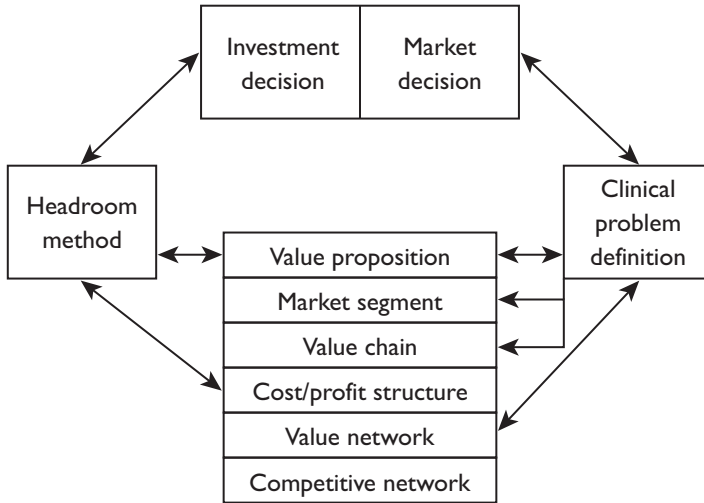 Investment
decision
Market
decision
Headroom
method
Clinical
problem
definition
Value proposition
Market segment
Value chain
Cost/profit structure
Value network
Competitive network